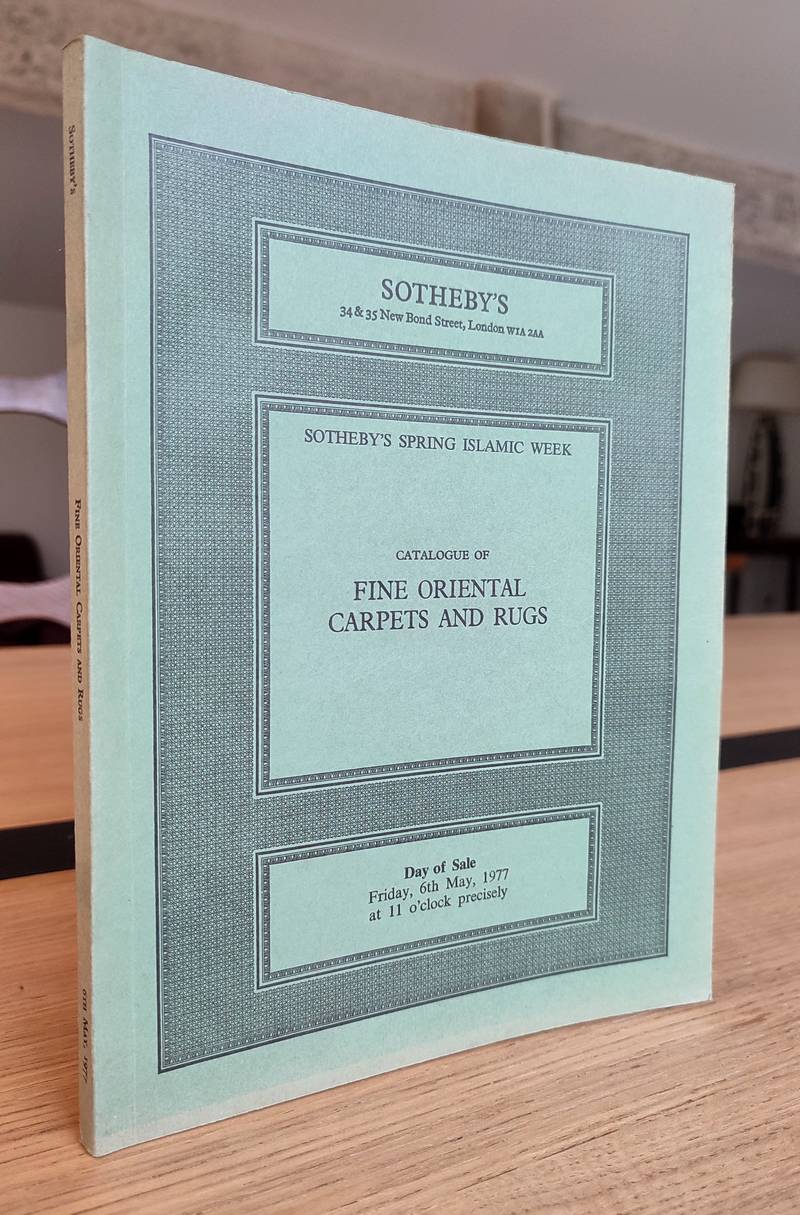 SOTHEBY'S
34 & 35 New Bond Street, London W1A 2AA
SOTHEBY'S SPRING ISLAMIC WEEK
CATALOGUE OF
FINE ORIENTAL
CARPETS AND RUGS
Day of Sale
Friday, 6th May, 1977
at 11 o'clock precisely
SOTHEBY'S
FINE ORIENTAL CARPETS AND RUGS
6TH MAY, 1977